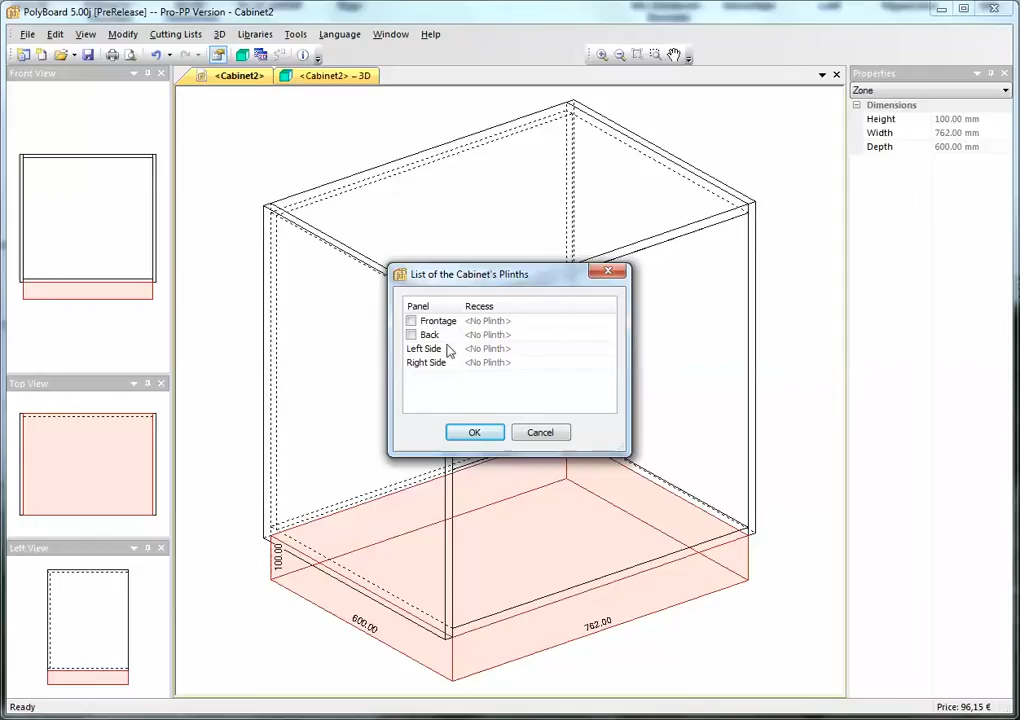 PolyBoard 5.00j [PreRelease] -- Pro-PP Version - Cabinet2
File Edit View Modify Cutting Lists 3D Libraries Tools Language Window Help
Front View
<Cabinet2>
<Cabinet2> – 3D
Properties
Zone
Dimensions
Height 100.00 mm
Width 762.00 mm
Depth 600.00 mm
List of the Cabinet's Plinths
Panel Recess
Frontage <No Plinth>
Back <No Plinth>
Left Side <No Plinth>
Right Side <No Plinth>
OK Cancel
Top View
Left View
100.00
600.00
762.00
Ready
Price: 96,15 €